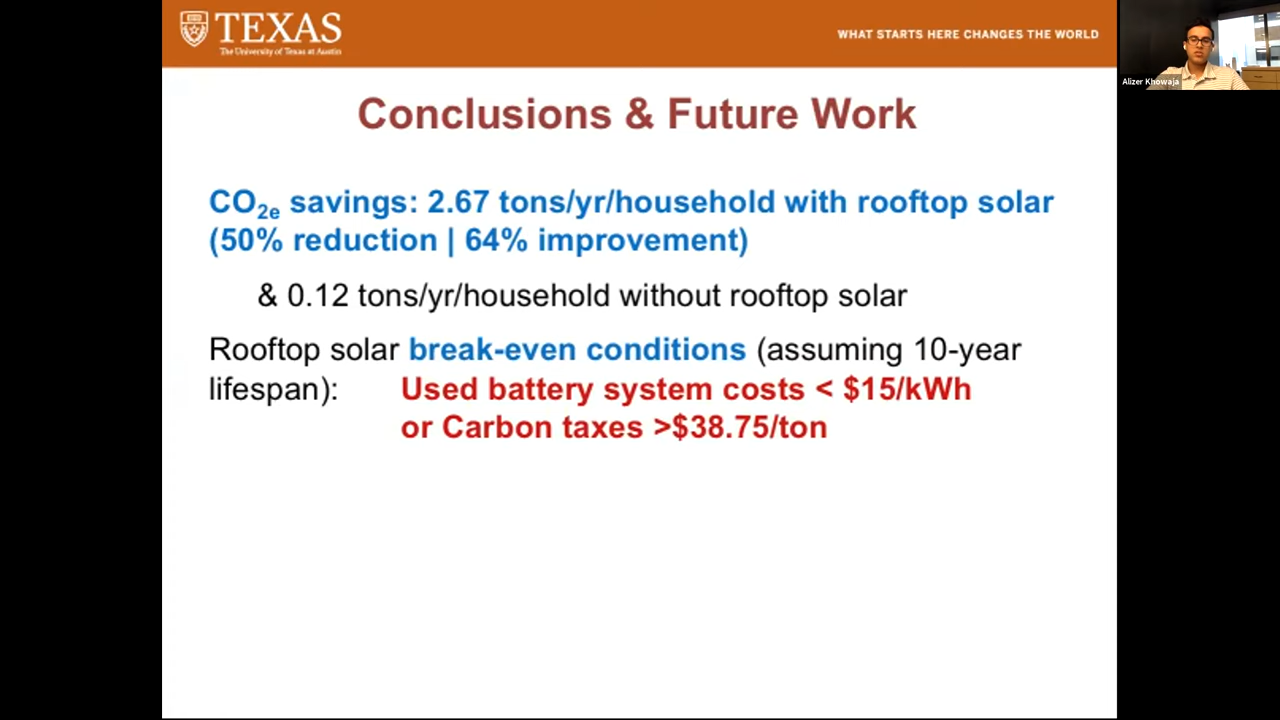 TEXAS
The University of Texas at Austin
WHAT STARTS HERE CHANGES THE WORLD
Alizer Khowaja
Conclusions & Future Work
CO2e savings: 2.67 tons/yr/household with rooftop solar
(50% reduction | 64% improvement)
& 0.12 tons/yr/household without rooftop solar
Rooftop solar break-even conditions (assuming 10-year
lifespan): Used battery system costs < $15/kWh
or Carbon taxes >$38.75/ton